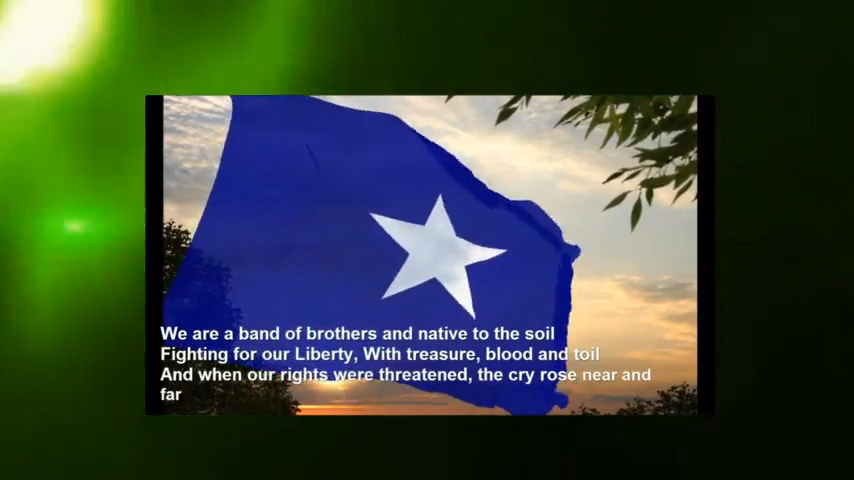 We are a band of brothers and native to the soil
Fighting for our Liberty, With treasure, blood and toil
And when our rights were threatened, the cry rose near and
far